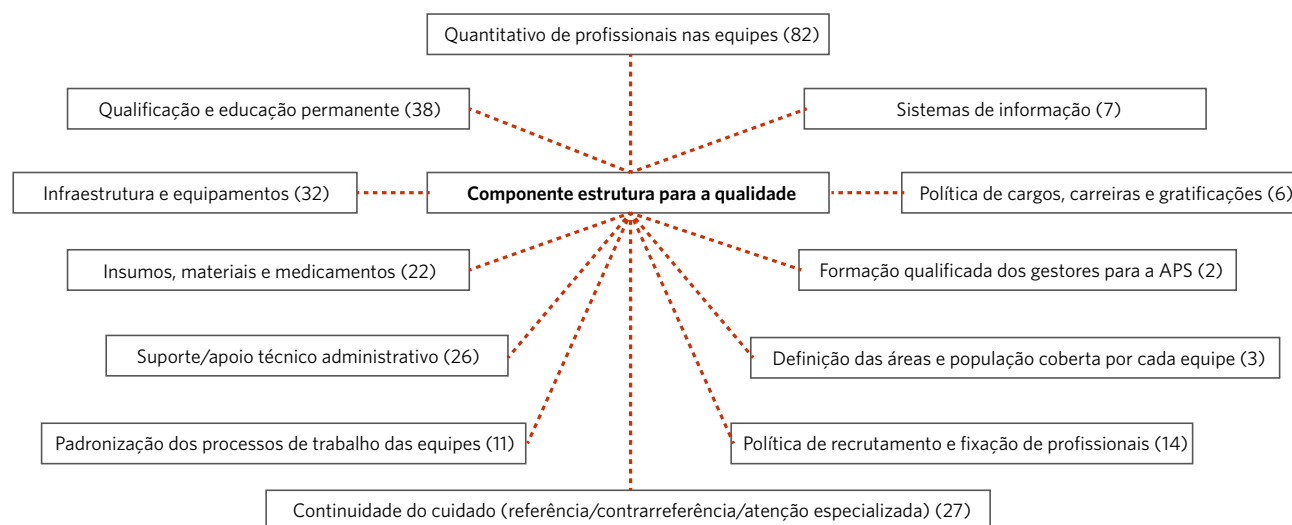 Quantitativo de profissionais nas equipes (82)
Qualificação e educação permanente (38)
Sistemas de informação (7)
Infraestrutura e equipamentos (32)
Componente estrutura para a qualidade
Política de cargos, carreiras e gratificações (6)
Insumos, materiais e medicamentos (22)
Formação qualificada dos gestores para a APS (2)
Suporte/apoio técnico administrativo (26)
Definição das áreas e população coberta por cada equipe (3)
Padronização dos processos de trabalho das equipes (11)
Política de recrutamento e fixação de profissionais (14)
Continuidade do cuidado (referência/contrarreferência/atenção especializada) (27)